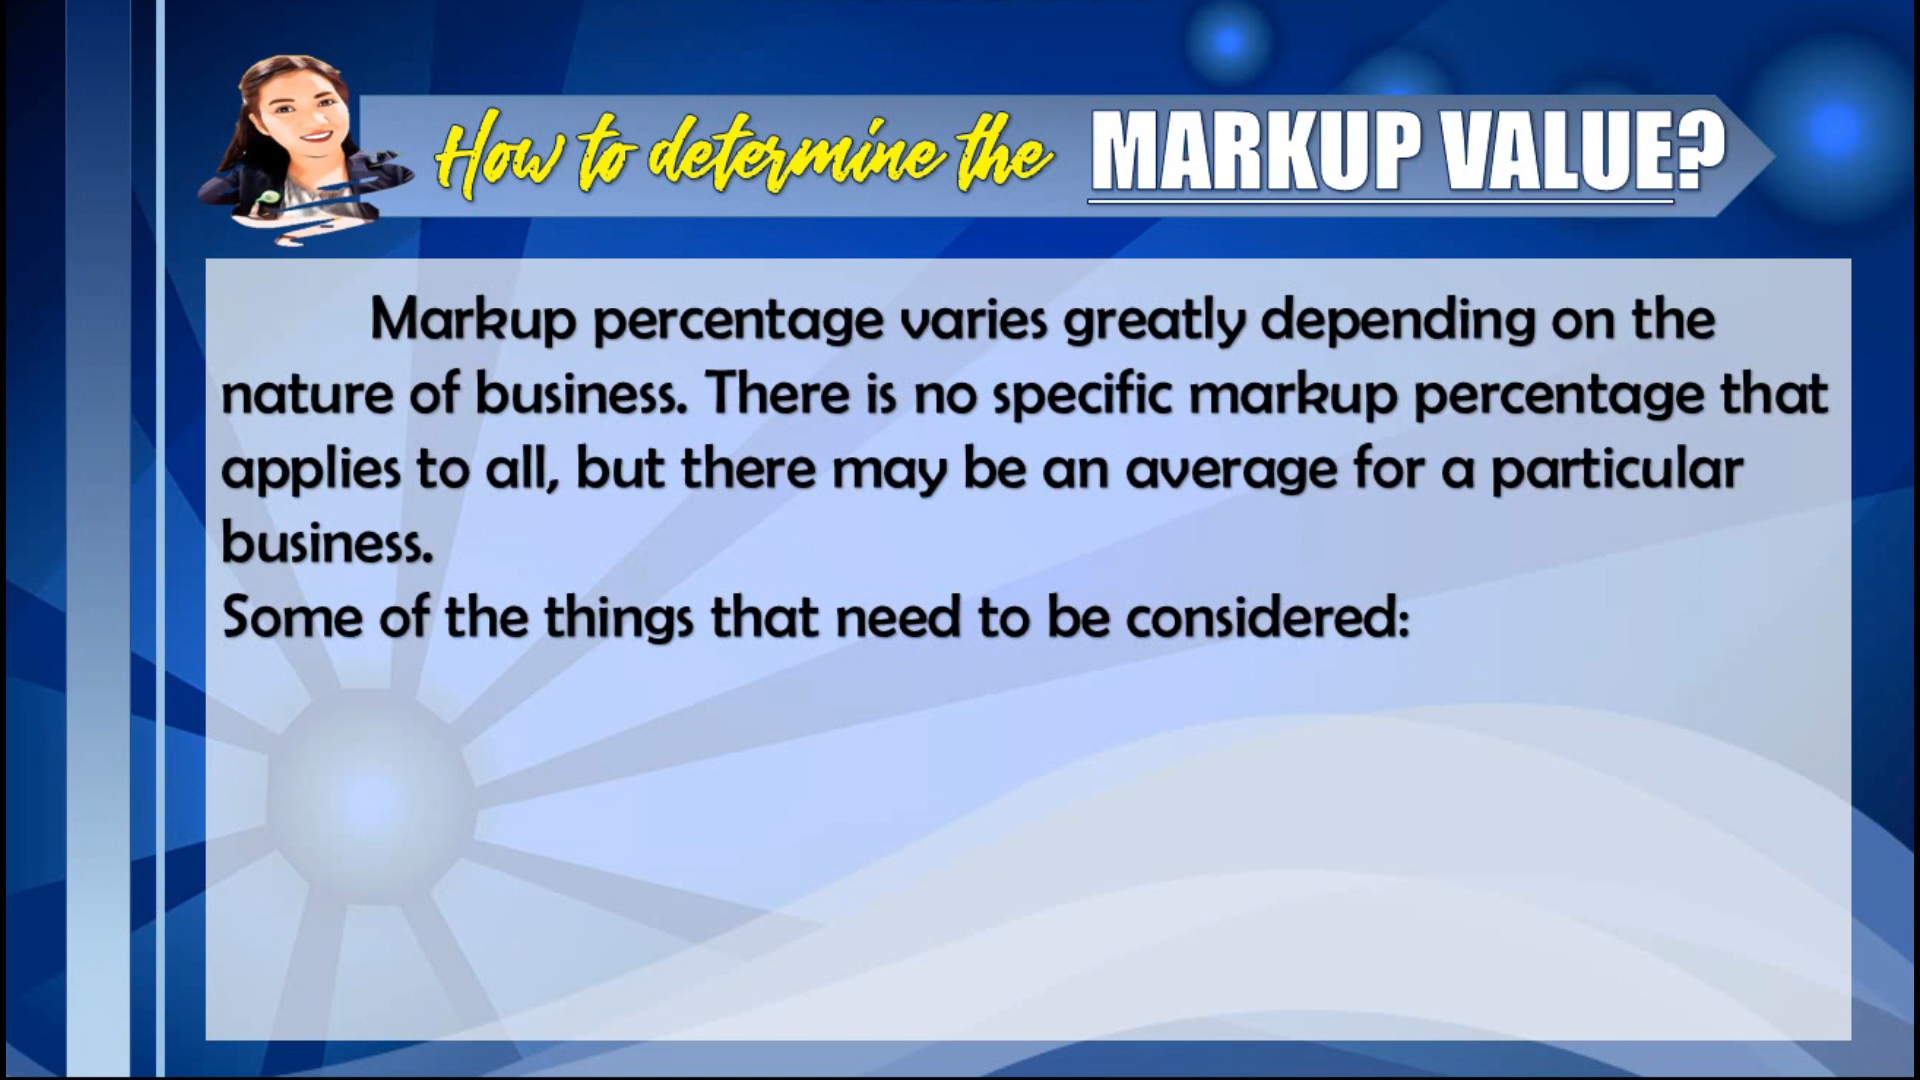 How to determine the MARKUP VALUE?
Markup percentage varies greatly depending on the
nature of business. There is no specific markup percentage that
applies to all, but there may be an average for a particular
business.
Some of the things that need to be considered: